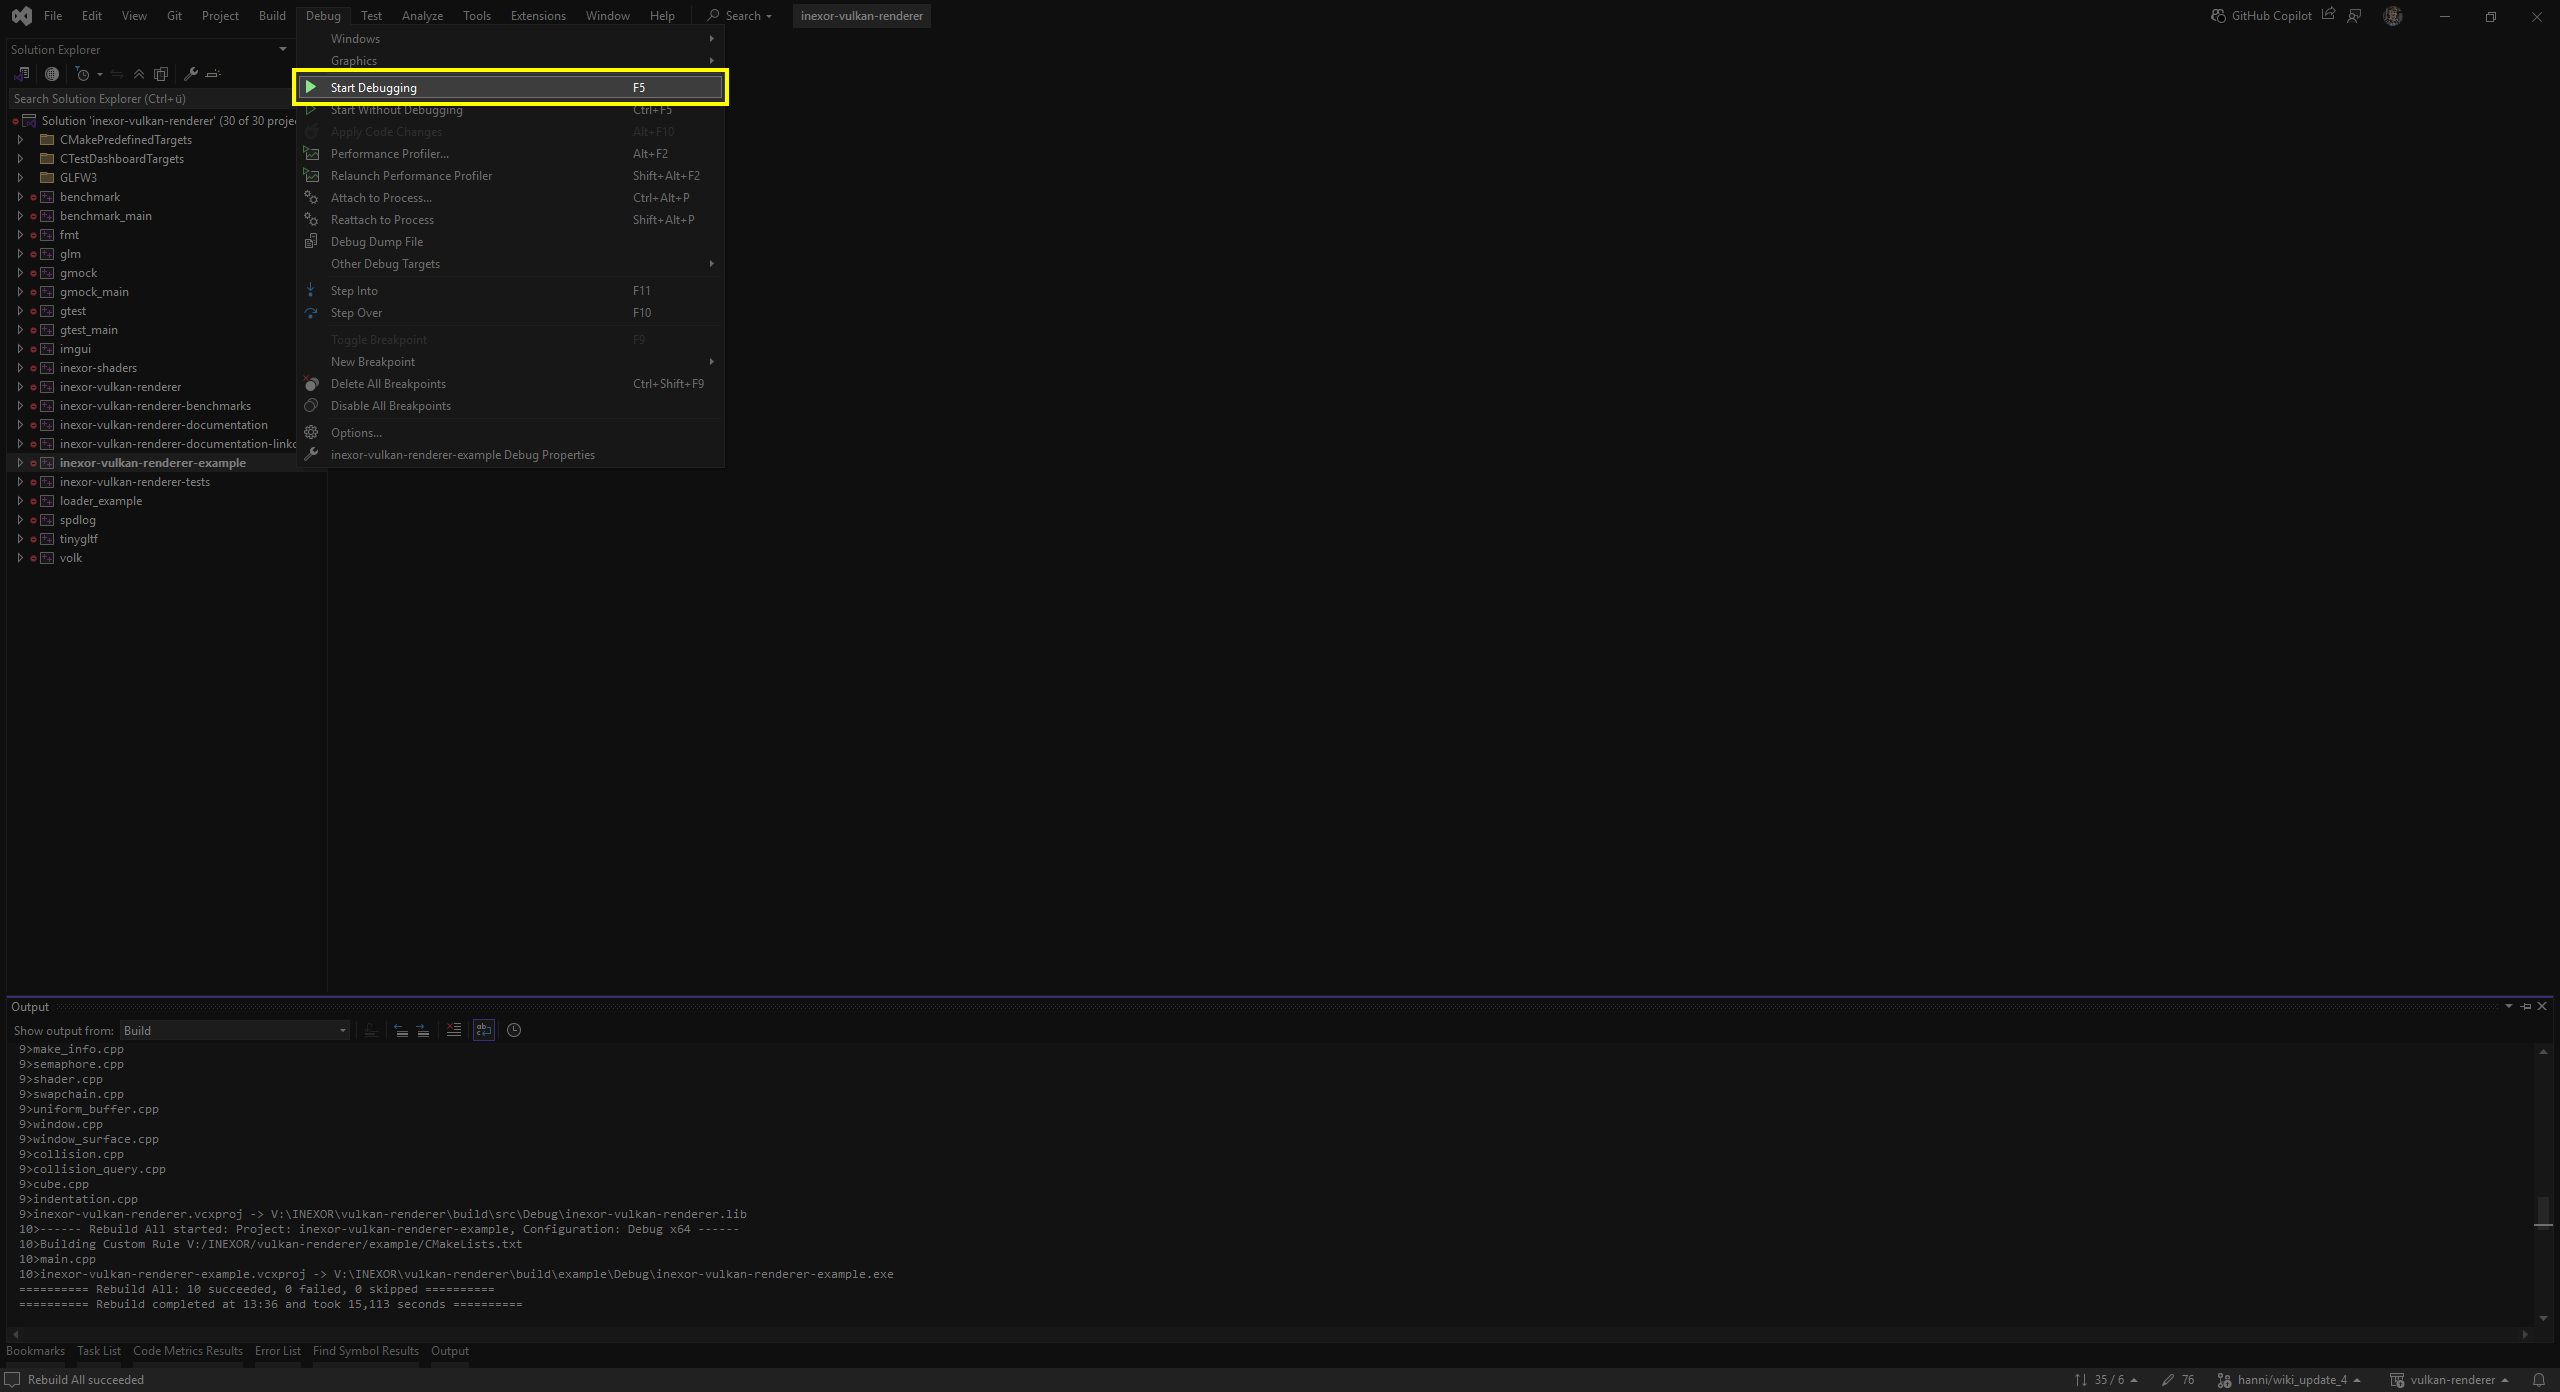 File Edit View Git Project Build Debug Test Analyze Tools Extensions Window Help Search inexor-vulkan-renderer GitHub Copilot
Solution Explorer
Search Solution Explorer (Ctrl+ü)
Solution 'inexor-vulkan-renderer' (30 of 30 proje
CMakePredefinedTargets
CTestDashboardTargets
GLFW3
benchmark
benchmark_main
fmt
glm
gmock
gmock_main
gtest
gtest_main
imgui
inexor-shaders
inexor-vulkan-renderer
inexor-vulkan-renderer-benchmarks
inexor-vulkan-renderer-documentation
inexor-vulkan-renderer-documentation-linkc
inexor-vulkan-renderer-example
inexor-vulkan-renderer-tests
loader_example
spdlog
tinygltf
volk
Windows
Graphics
Start Debugging F5
Start Without Debugging Ctrl+F5
Apply Code Changes Alt+F10
Performance Profiler... Alt+F2
Relaunch Performance Profiler Shift+Alt+F2
Attach to Process... Ctrl+Alt+P
Reattach to Process Shift+Alt+P
Debug Dump File
Other Debug Targets
Step Into F11
Step Over F10
Toggle Breakpoint F9
New Breakpoint
Delete All Breakpoints Ctrl+Shift+F9
Disable All Breakpoints
Options...
inexor-vulkan-renderer-example Debug Properties
Output
Show output from: Build
9>make_info.cpp
9>semaphore.cpp
9>shader.cpp
9>swapchain.cpp
9>uniform_buffer.cpp
9>window.cpp
9>window_surface.cpp
9>collision.cpp
9>collision_query.cpp
9>cube.cpp
9>indentation.cpp
9>inexor-vulkan-renderer.vcxproj -> V:\INEXOR\vulkan-renderer\build\src\Debug\inexor-vulkan-renderer.lib
10>------ Rebuild All started: Project: inexor-vulkan-renderer-example, Configuration: Debug x64 ------
10>Building Custom Rule V:/INEXOR/vulkan-renderer/example/CMakeLists.txt
10>main.cpp
10>inexor-vulkan-renderer-example.vcxproj -> V:\INEXOR\vulkan-renderer\build\example\Debug\inexor-vulkan-renderer-example.exe
========== Rebuild All: 10 succeeded, 0 failed, 0 skipped ==========
========== Rebuild completed at 13:36 and took 15,113 seconds ==========
Bookmarks Task List Code Metrics Results Error List Find Symbol Results Output
Rebuild All succeeded 35 / 6 76 hanni/wiki_update_4 vulkan-renderer